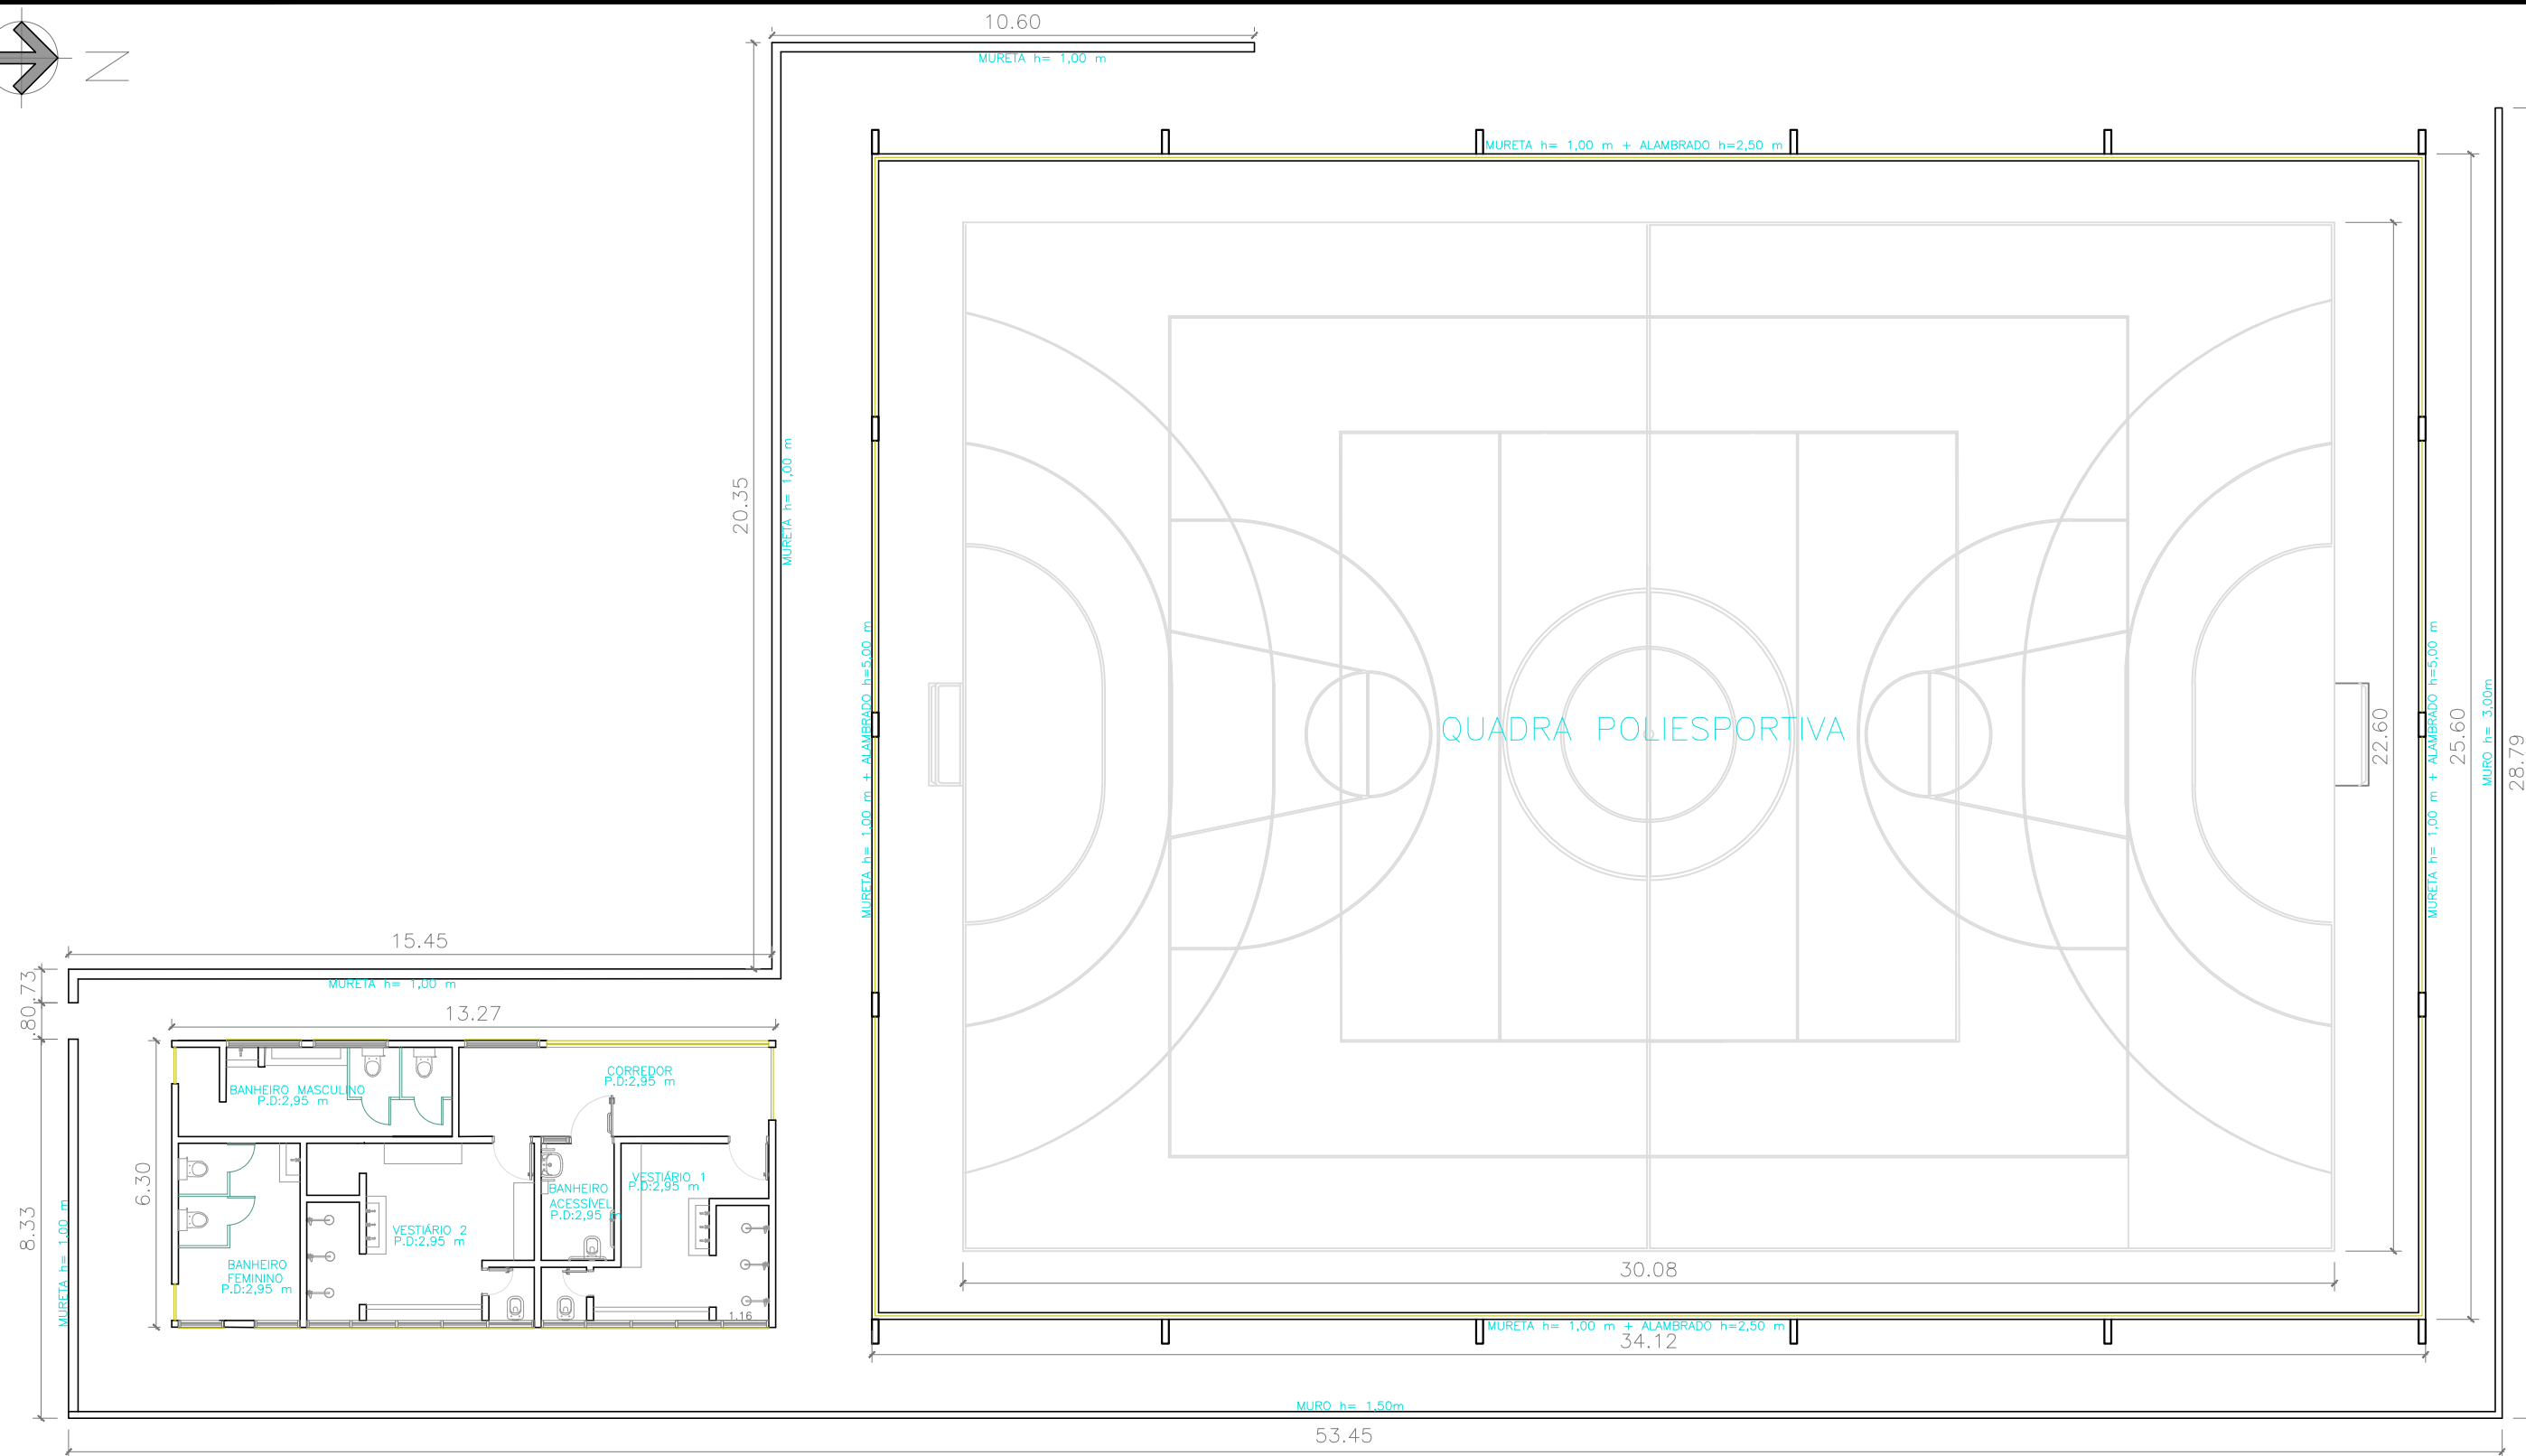 10.60
N
MURETA h= 1,00 m
MURETA h= 1,00 m + ALAMBRADO h=2,50 m
20.35
MURETA h= 1,00 m
MURETA h= 1,00 m + ALAMBRADO h=5,00 m
QUADRA POLIESPORTIVA
22.60
MURETA h= 1,00 m + ALAMBRADO h=5,00 m
25.60
MURO h= 3,00m
28.79
15.45
.73
MURETA h= 1,00 m
.80
13.27
CORREDOR
P.D:2,95 m
BANHEIRO MASCULINO
P.D:2,95 m
6.30
8.33
MURETA h= 1,00 m
VESTIÁRIO 1
P.D:2,95 m
BANHEIRO
ACESSÍVEL
P.D:2,95 m
VESTIÁRIO 2
P.D:2,95 m
BANHEIRO
FEMININO
P.D:2,95 m
1.16
30.08
MURETA h= 1,00 m + ALAMBRADO h=2,50 m
34.12
MURO h= 1,50m
53.45